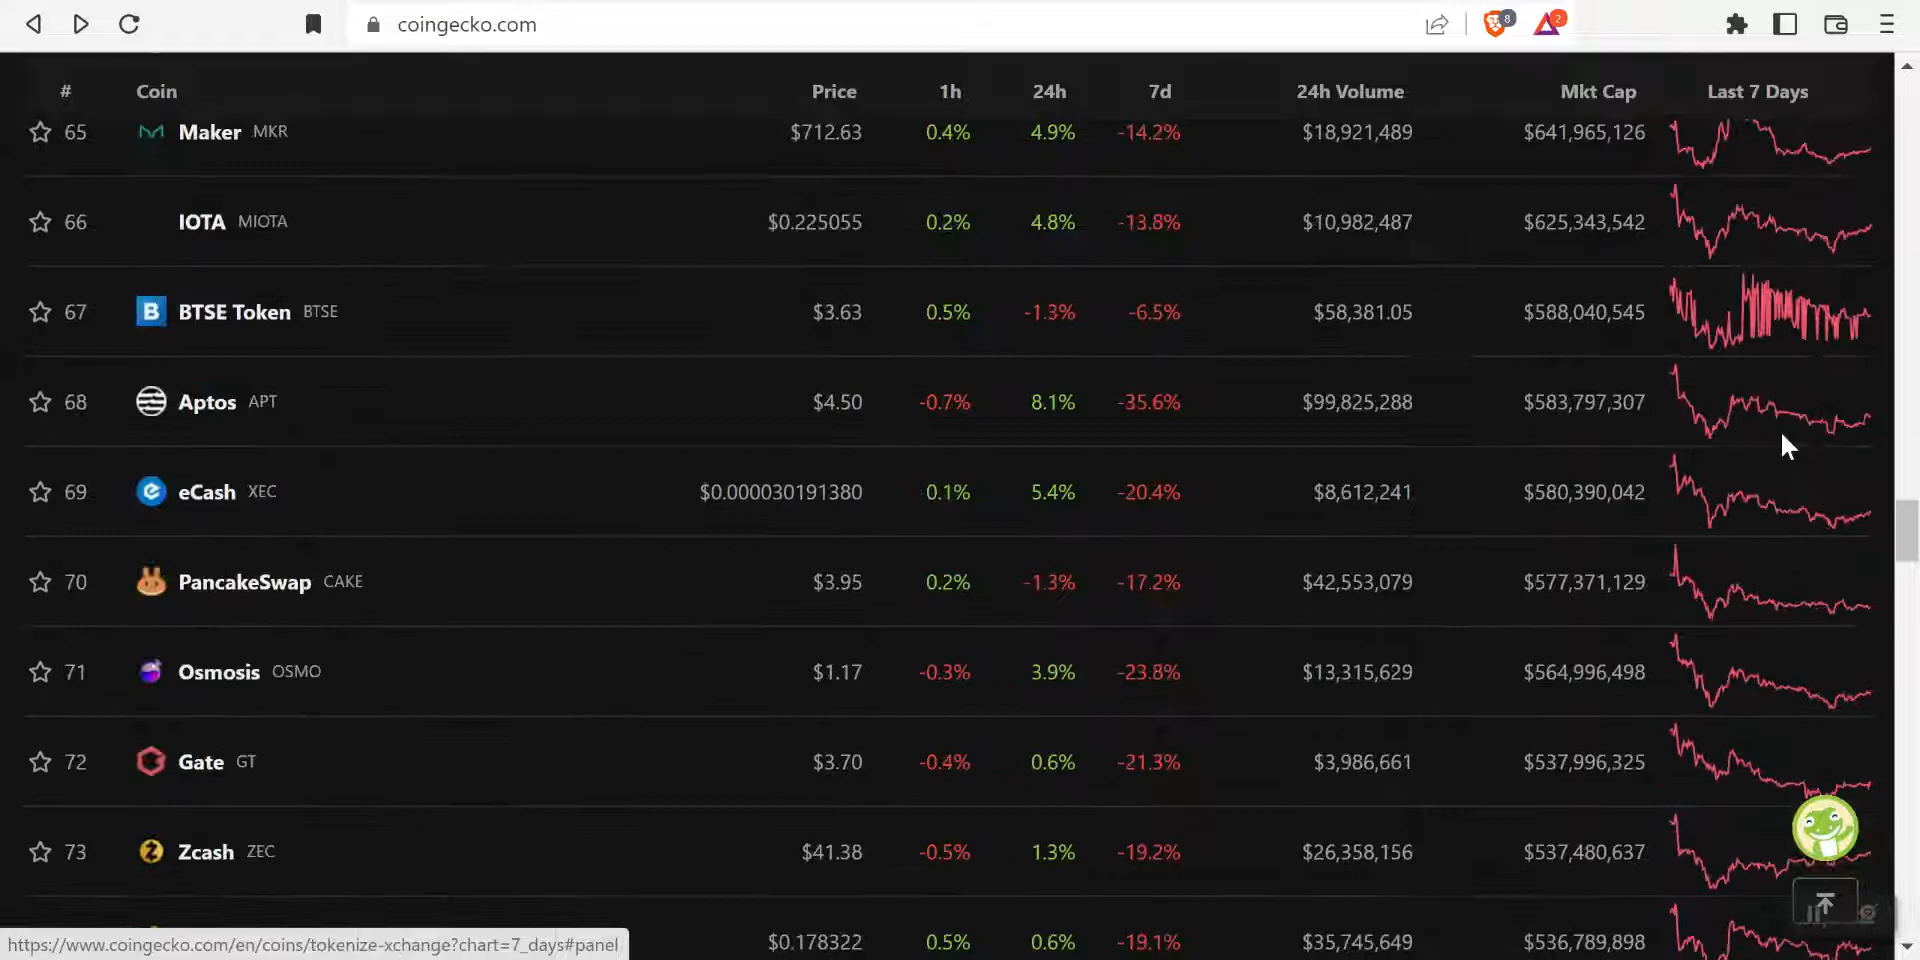 coingecko.com 8 2
# Coin Price 1h 24h 7d 24h Volume Mkt Cap Last 7 Days
65 Maker MKR $712.63 0.4% 4.9% -14.2% $18,921,489 $641,965,126
66 IOTA MIOTA $0.225055 0.2% 4.8% -13.8% $10,982,487 $625,343,542
67 B BTSE Token BTSE $3.63 0.5% -1.3% -6.5% $58,381.05 $588,040,545
68 Aptos APT $4.50 -0.7% 8.1% -35.6% $99,825,288 $583,797,307
69 eCash XEC $0.000030191380 0.1% 5.4% -20.4% $8,612,241 $580,390,042
70 PancakeSwap CAKE $3.95 0.2% -1.3% -17.2% $42,553,079 $577,371,129
71 Osmosis OSMO $1.17 -0.3% 3.9% -23.8% $13,315,629 $564,996,498
72 Gate GT $3.70 -0.4% 0.6% -21.3% $3,986,661 $537,996,325
73 Zcash ZEC $41.38 -0.5% 1.3% -19.2% $26,358,156 $537,480,637
$0.178322 0.5% 0.6% -19.1% $35,745,649 $536,789,898
https://www.coingecko.com/en/coins/tokenize-xchange?chart=7_days#panel